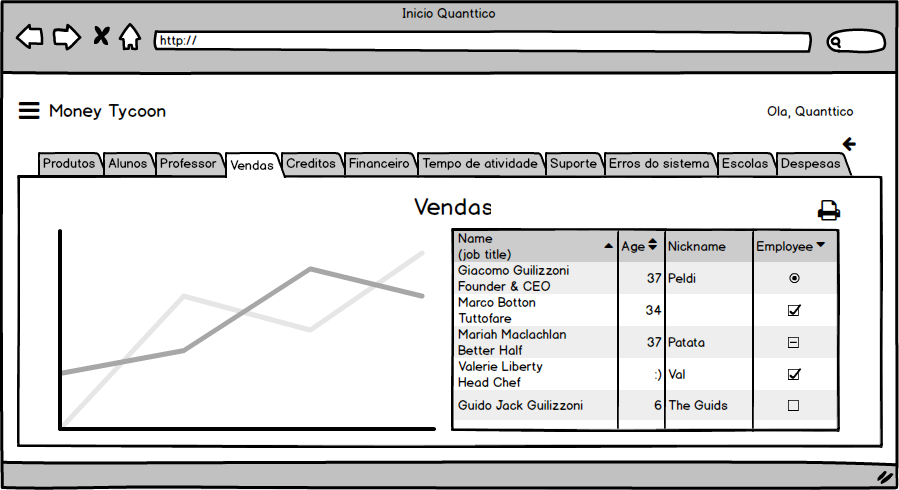 Inicio Quanttico
http://
Money Tycoon
Ola, Quanttico
Produtos Alunos Professor Vendas Creditos Financeiro Tempo de atividade Suporte Erros do sistema Escolas Despesas
Vendas
Name
(job title) Age Nickname Employee
Giacomo Guilizzoni
Founder & CEO 37 Peldi
Marco Botton
Tuttofare 34
Mariah Maclachlan
Better Half 37 Patata
Valerie Liberty
Head Chef :) Val
Guido Jack Guilizzoni 6 The Guids